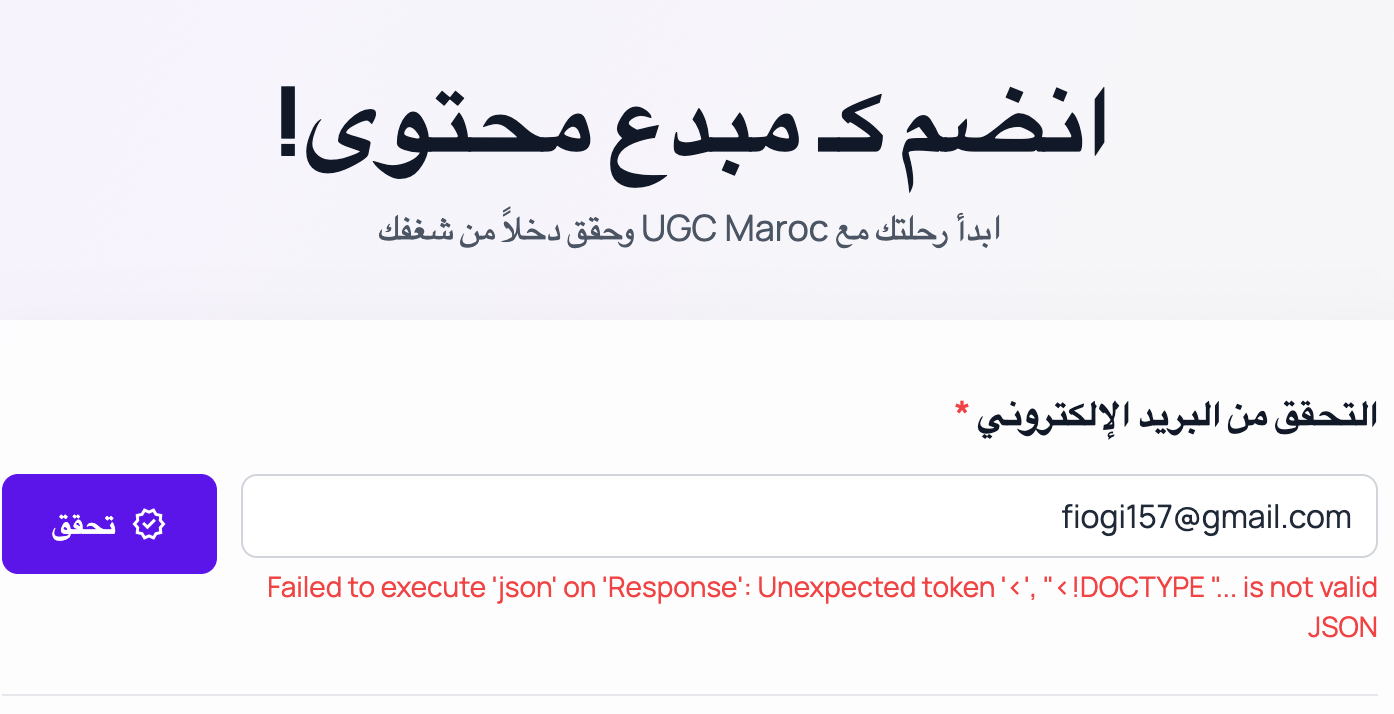 انضم كـ مبدع محتوى!
ابدأ رحلتك مع UGC Maroc وحقق دخلاً من شغفك
التحقق من البريد الإلكتروني *
fiogi157@gmail.com
تحقق
Failed to execute 'json' on 'Response': Unexpected token '<', "<!DOCTYPE "... is not valid
JSON